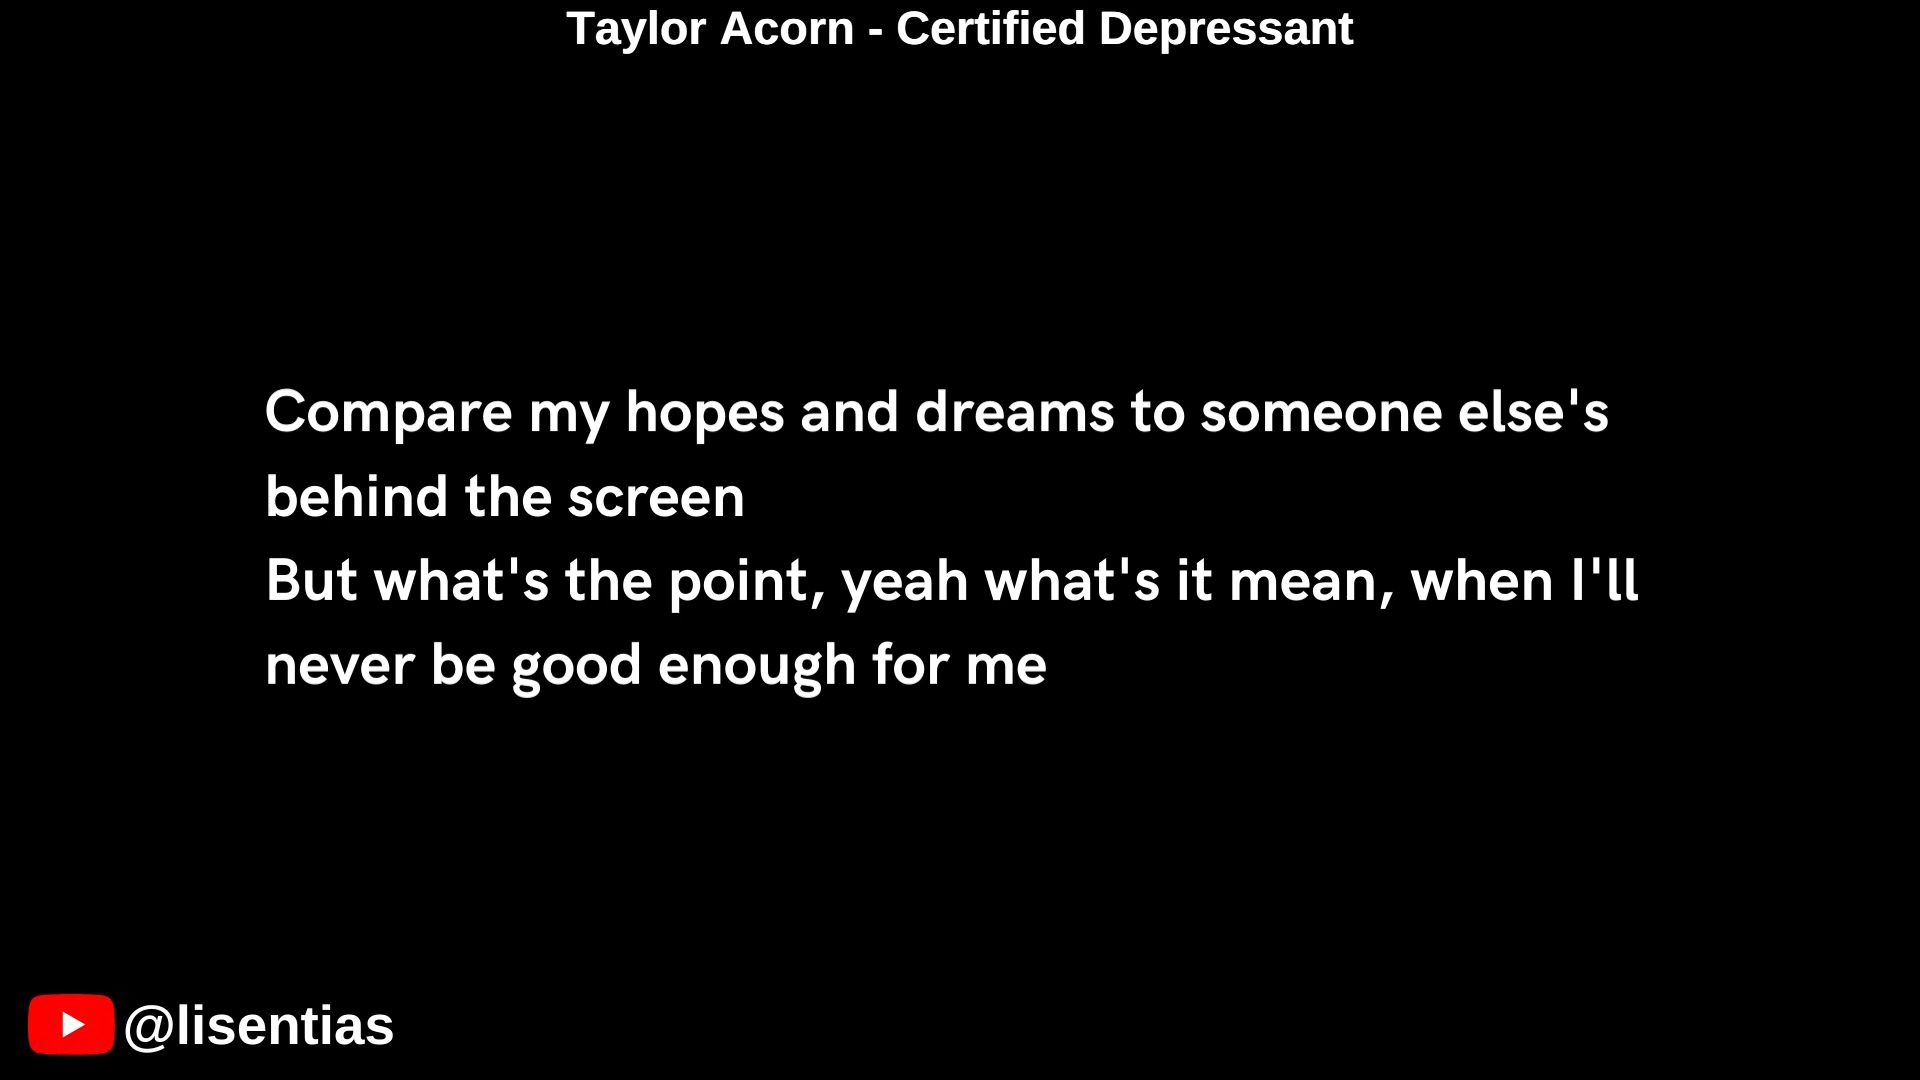 Taylor Acorn - Certified Depressant
Compare my hopes and dreams to someone else's
behind the screen
But what's the point, yeah what's it mean, when I'll
never be good enough for me
@lisentias